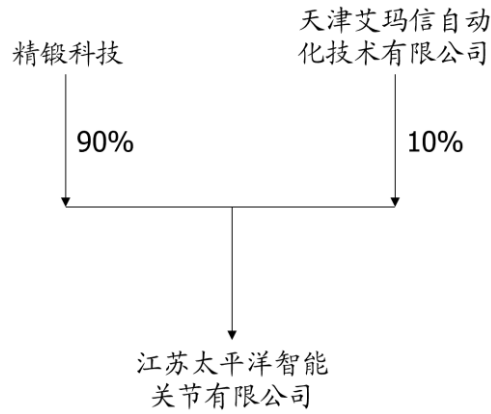 精锻科技
天津艾玛信自动
化技术有限公司
90%
10%
江苏太平洋智能
关节有限公司